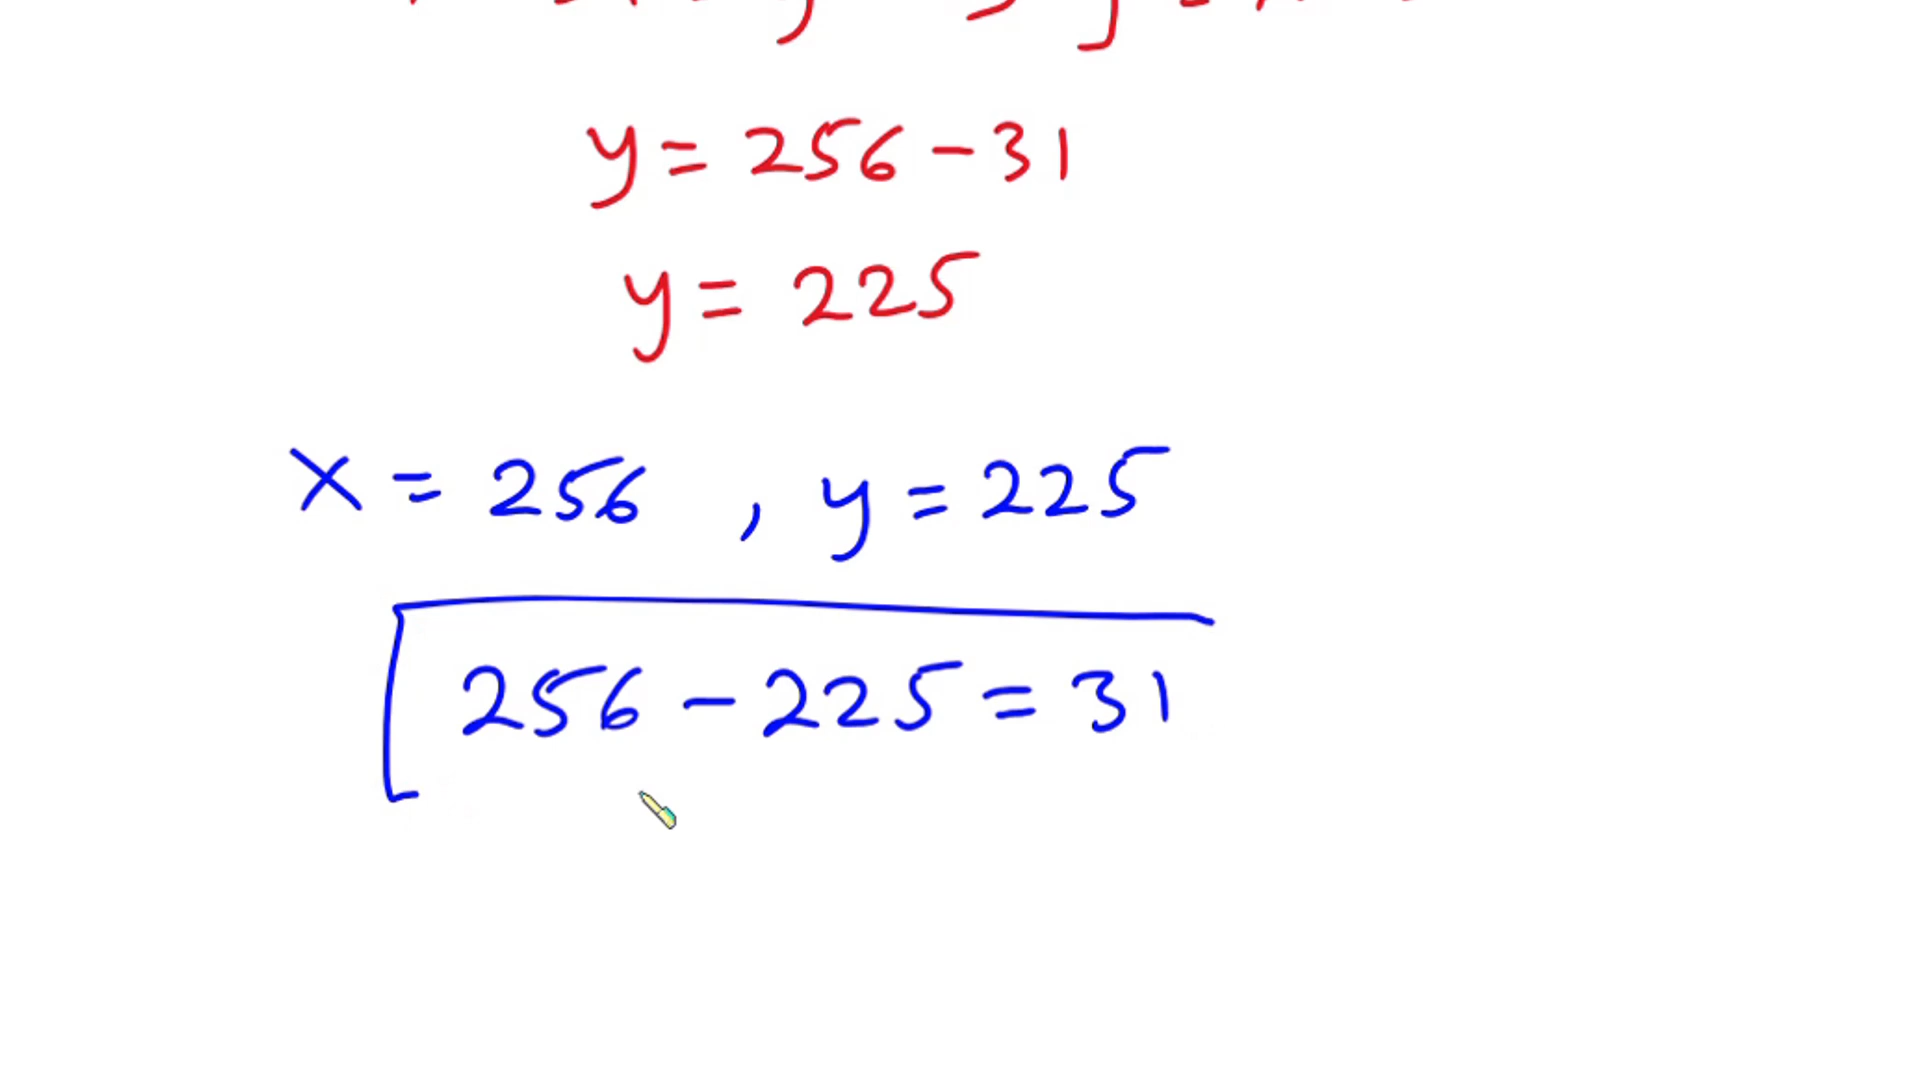 y = 256 - 31
y = 225
x = 256 , y = 225
256 - 225 = 31